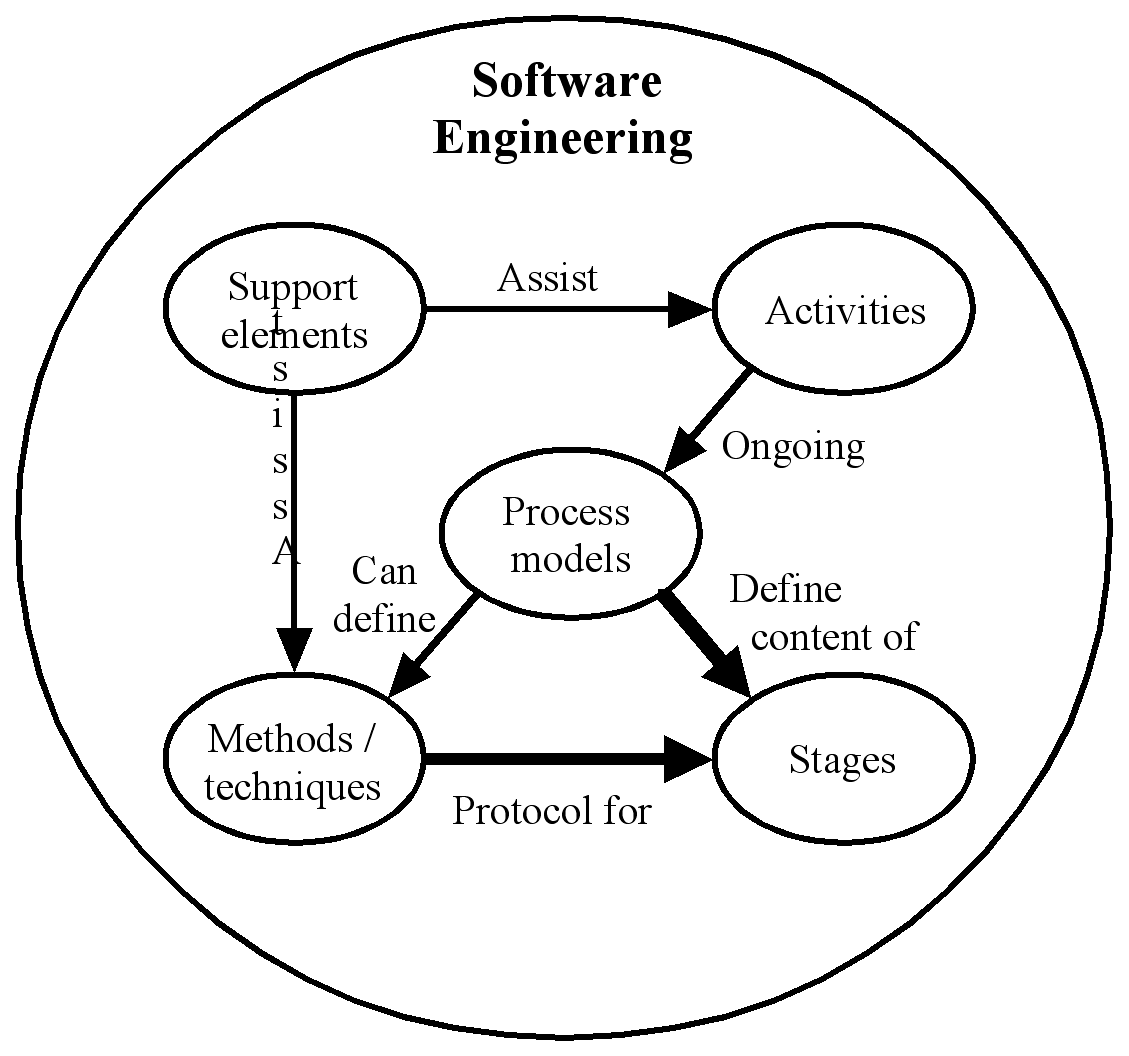 Software
Engineering
Support
elements
Assist
Activities
Assist
Ongoing
Process
models
Can
define
Define
content of
Methods /
techniques
Stages
Protocol for